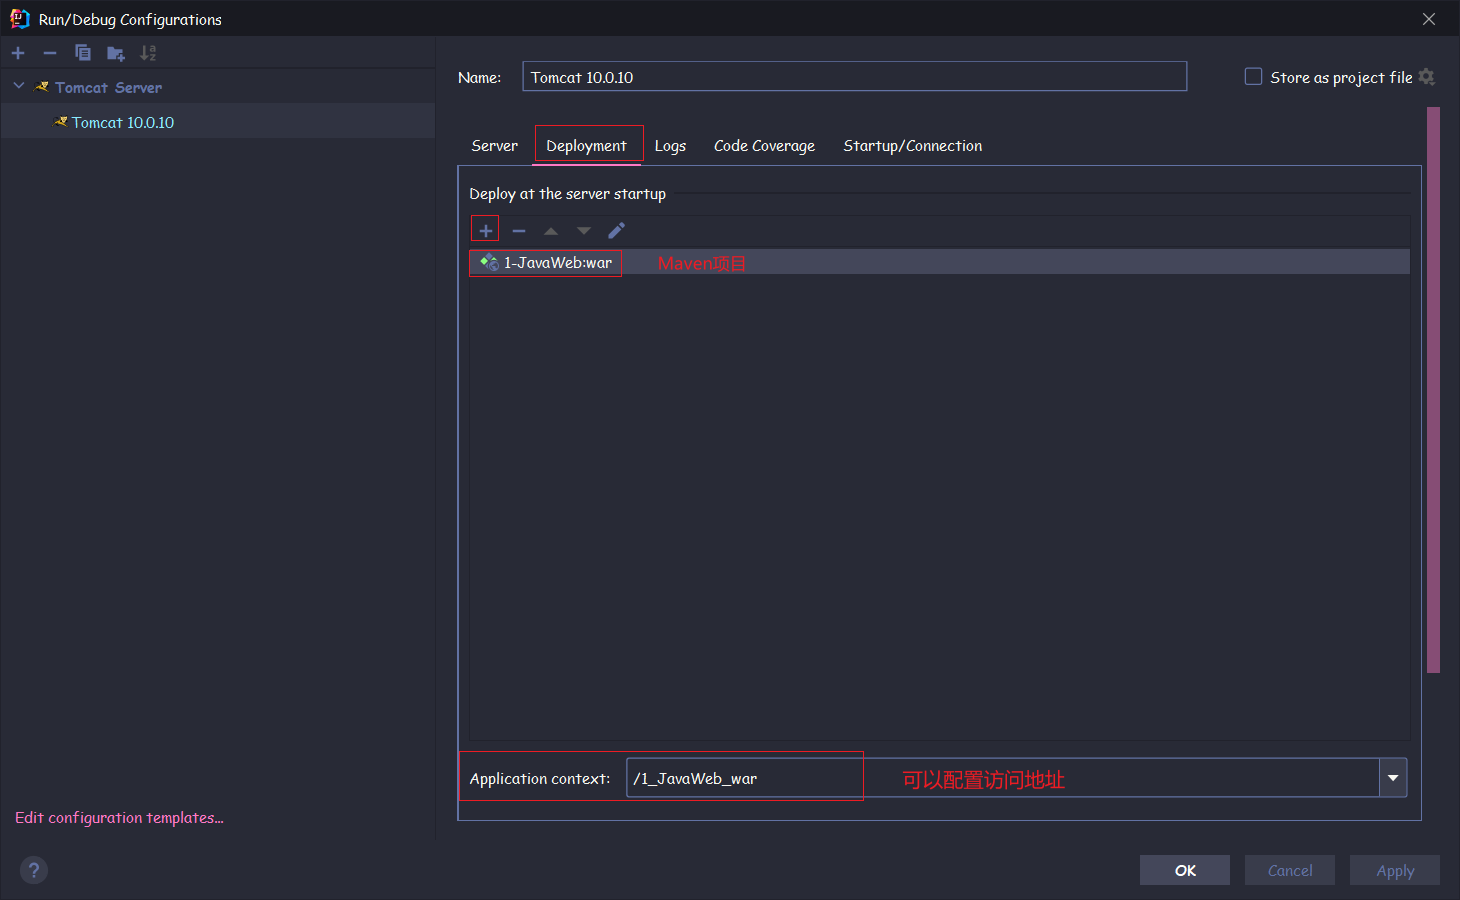 Run/Debug Configurations
Tomcat Server
Tomcat 10.0.10
Edit configuration templates...
Name: Tomcat 10.0.10 Store as project file
Server Deployment Logs Code Coverage Startup/Connection
Deploy at the server startup
1-JavaWeb:war Maven项目
Application context: /1_JavaWeb_war 可以配置访问地址
? OK Cancel Apply